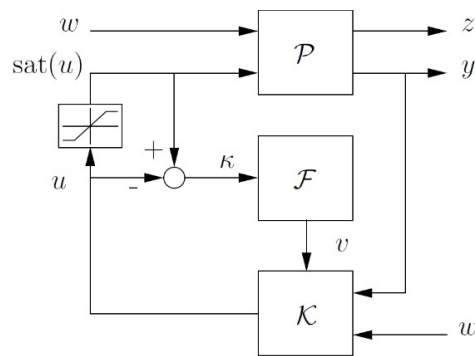 w z
sat(u) 𝒫 y
+
u - κ ℱ
v
𝒦
w